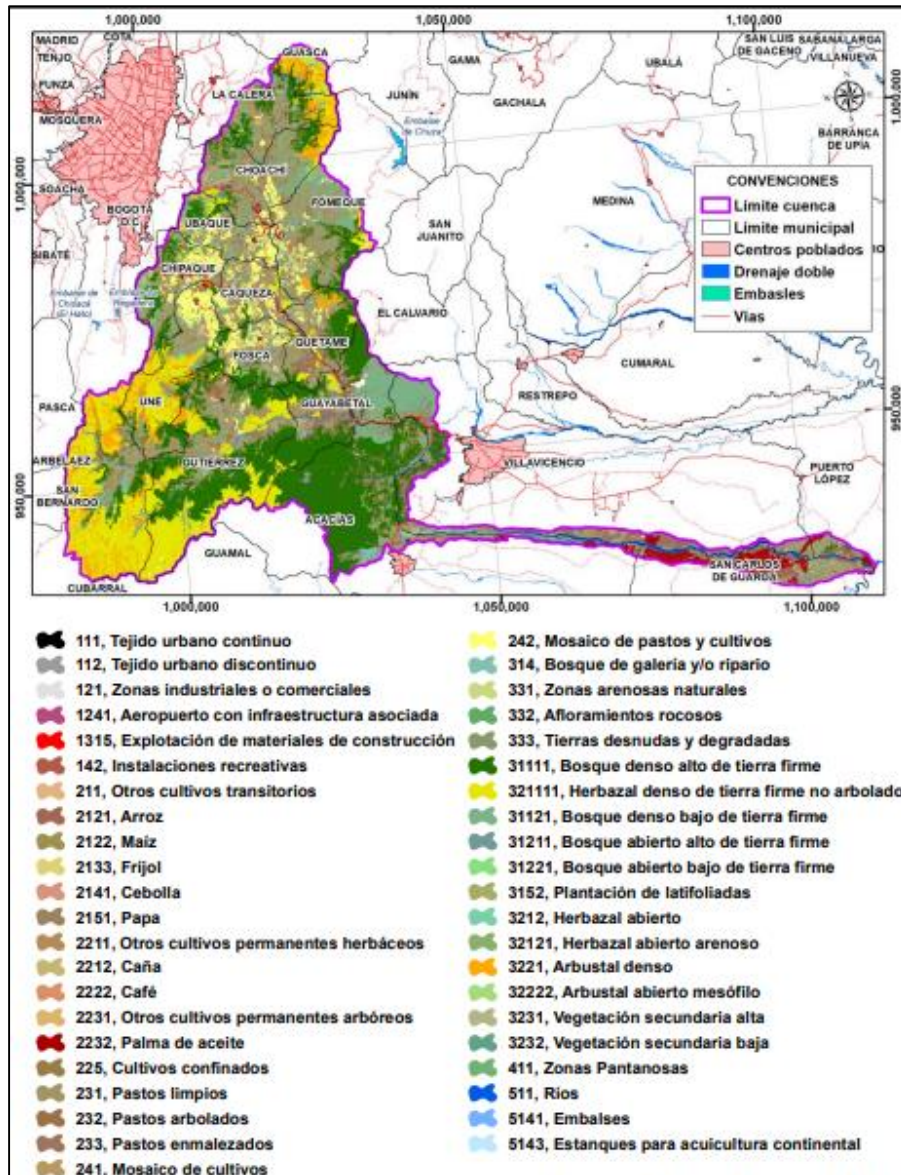 1,000,000
1,050,000
1,100,000
MADRID
COTA
TENJO
FUNZA
MOSQUERA
SOACHA
BOGOTÁ
D.C.
SIBATÉ
GUASCA
LA CALERA
JUNÍN
GAMA
GACHALA
UBALÁ
SAN LUIS
DE GACENO
SABANALARGA
VILLANUEVA
1,000,000
BARRANCA
DE UPÍA
Embalse
de Chuza
CHOACHÍ
1,000,000
FOMEQUE
UBAQUE
SAN
JUANITO
MEDINA
CHIPAQUE
CAQUEZA
EL CALVARIO
QUETAME
FOSCA
CUMARAL
RESTREPO
PASCA
UNE
GUAYABETAL
950,000
ARBELAEZ
GUTIERREZ
VILLAVICENCIO
PUERTO
LÓPEZ
SAN
BERNARDO
950,000
ACACÍAS
GUAMAL
CUBARRAL
SAN CARLOS
DE GUAROA
1,000,000
1,050,000
1,100,000
CONVENCIONES
Limite cuenca
Limite municipal
Centros poblados
Drenaje doble
Embasles
Vias
111, Tejido urbano continuo
112, Tejido urbano discontinuo
121, Zonas industriales o comerciales
1241, Aeropuerto con infraestructura asociada
1315, Explotación de materiales de construcción
142, Instalaciones recreativas
211, Otros cultivos transitorios
2121, Arroz
2122, Maíz
2133, Frijol
2141, Cebolla
2151, Papa
2211, Otros cultivos permanentes herbáceos
2212, Caña
2222, Café
2231, Otros cultivos permanentes arbóreos
2232, Palma de aceite
225, Cultivos confinados
231, Pastos limpios
232, Pastos arbolados
233, Pastos enmalezados
241, Mosaico de cultivos
242, Mosaico de pastos y cultivos
314, Bosque de galería y/o ripario
331, Zonas arenosas naturales
332, Afloramientos rocosos
333, Tierras desnudas y degradadas
31111, Bosque denso alto de tierra firme
321111, Herbazal denso de tierra firme no arbolado
31121, Bosque denso bajo de tierra firme
31211, Bosque abierto alto de tierra firme
31221, Bosque abierto bajo de tierra firme
3152, Plantación de latifoliadas
3212, Herbazal abierto
32121, Herbazal abierto arenoso
3221, Arbustal denso
32222, Arbustal abierto mesófilo
3231, Vegetación secundaria alta
3232, Vegetación secundaria baja
411, Zonas Pantanosas
511, Ríos
5141, Embalses
5143, Estanques para acuicultura continental